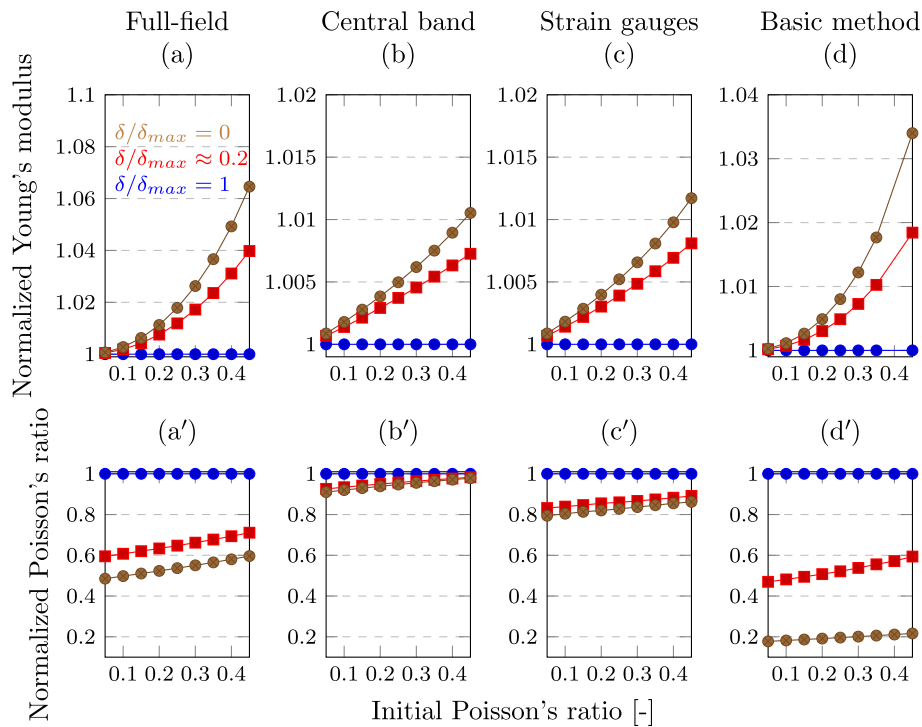 Full-field Central band Strain gauges Basic method
(a) (b) (c) (d)
Normalized Young's modulus
1.1 1.02 1.02 1.04
1.08 1.015 1.015 1.03
1.06 1.01 1.01 1.02
1.04 1.005 1.005 1.01
1.02
1 1 1 1
δ/δmax = 0
δ/δmax ≈ 0.2
δ/δmax = 1
0.1 0.2 0.3 0.4 0.1 0.2 0.3 0.4 0.1 0.2 0.3 0.4 0.1 0.2 0.3 0.4
(a′) (b′) (c′) (d′)
Normalized Poisson's ratio
1 1 1 1
0.8 0.8 0.8 0.8
0.6 0.6 0.6 0.6
0.4 0.4 0.4 0.4
0.2 0.2 0.2 0.2
0.1 0.2 0.3 0.4 0.1 0.2 0.3 0.4 0.1 0.2 0.3 0.4 0.1 0.2 0.3 0.4
Initial Poisson's ratio [-]